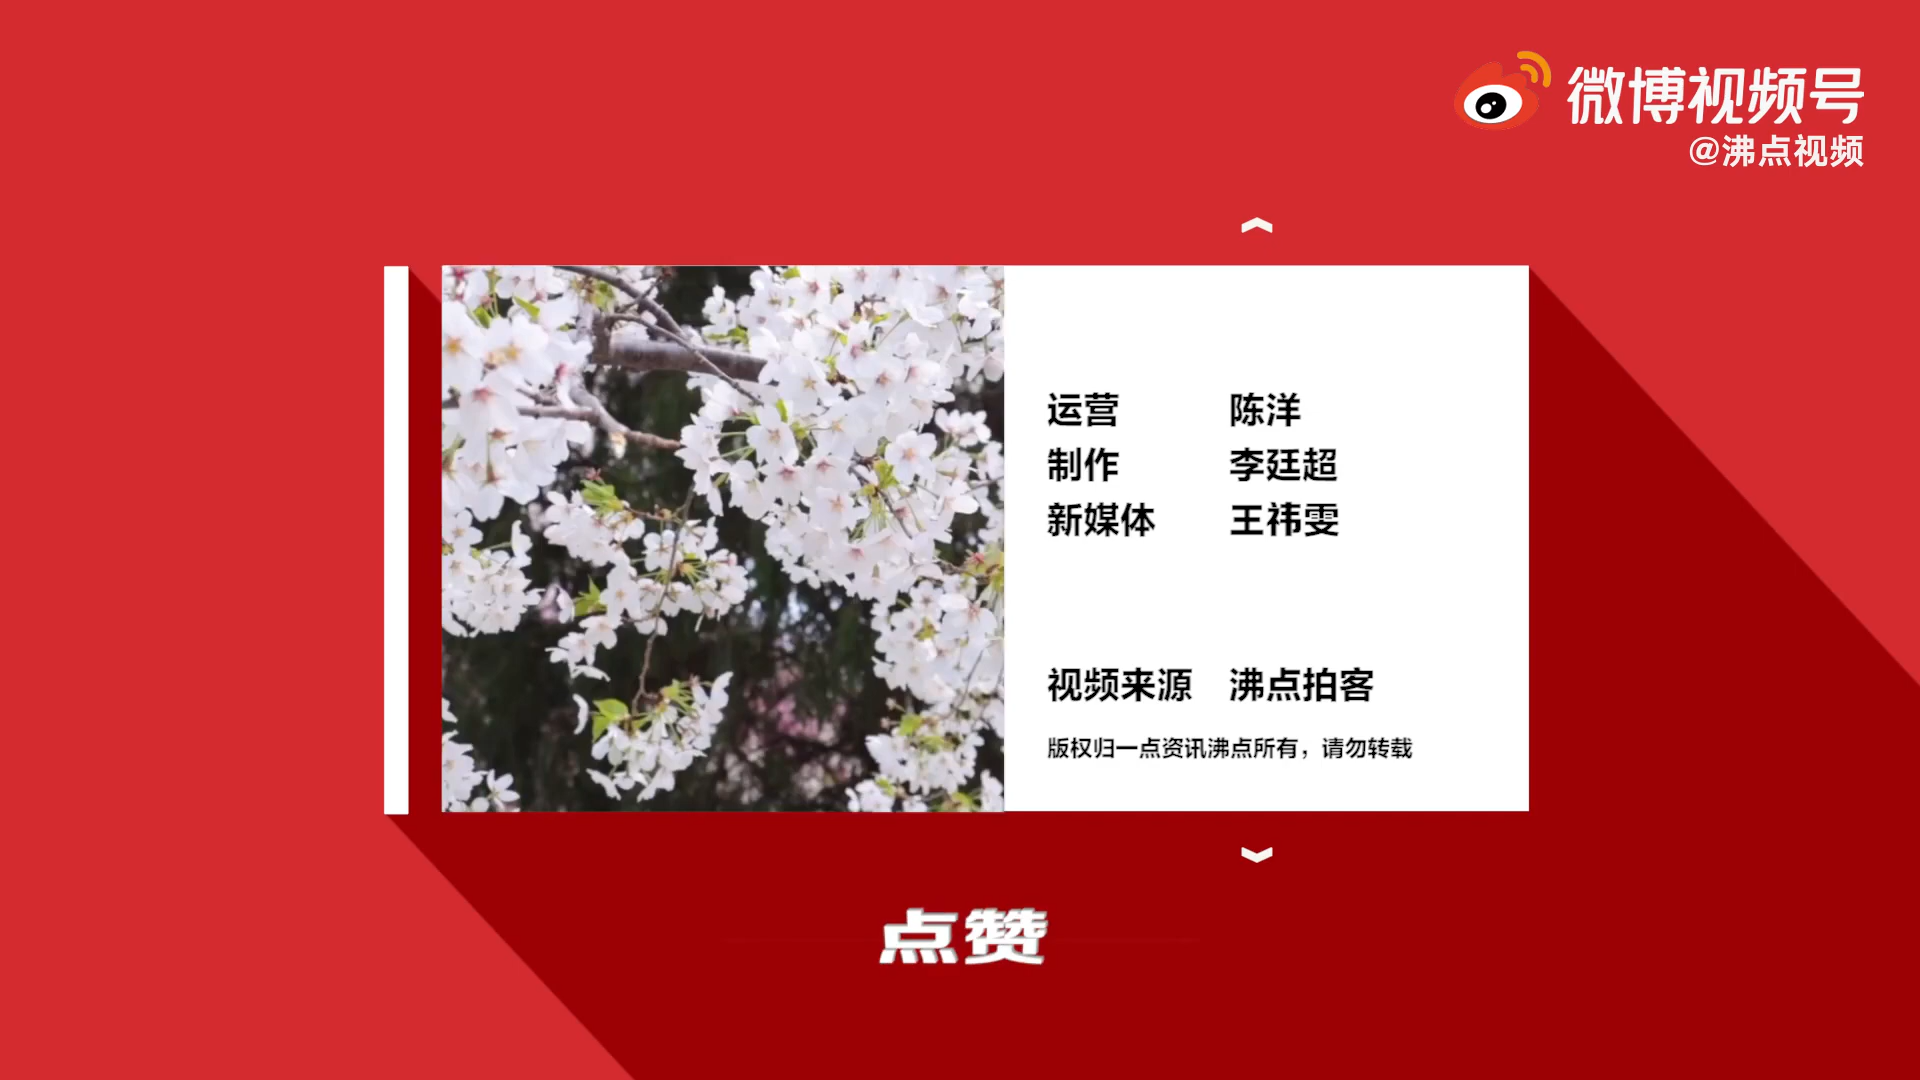 微博视频号
@沸点视频
运营 陈洋
制作 李廷超
新媒体 王祎雯
视频来源 沸点拍客
版权归一点资讯沸点所有，请勿转载
点赞